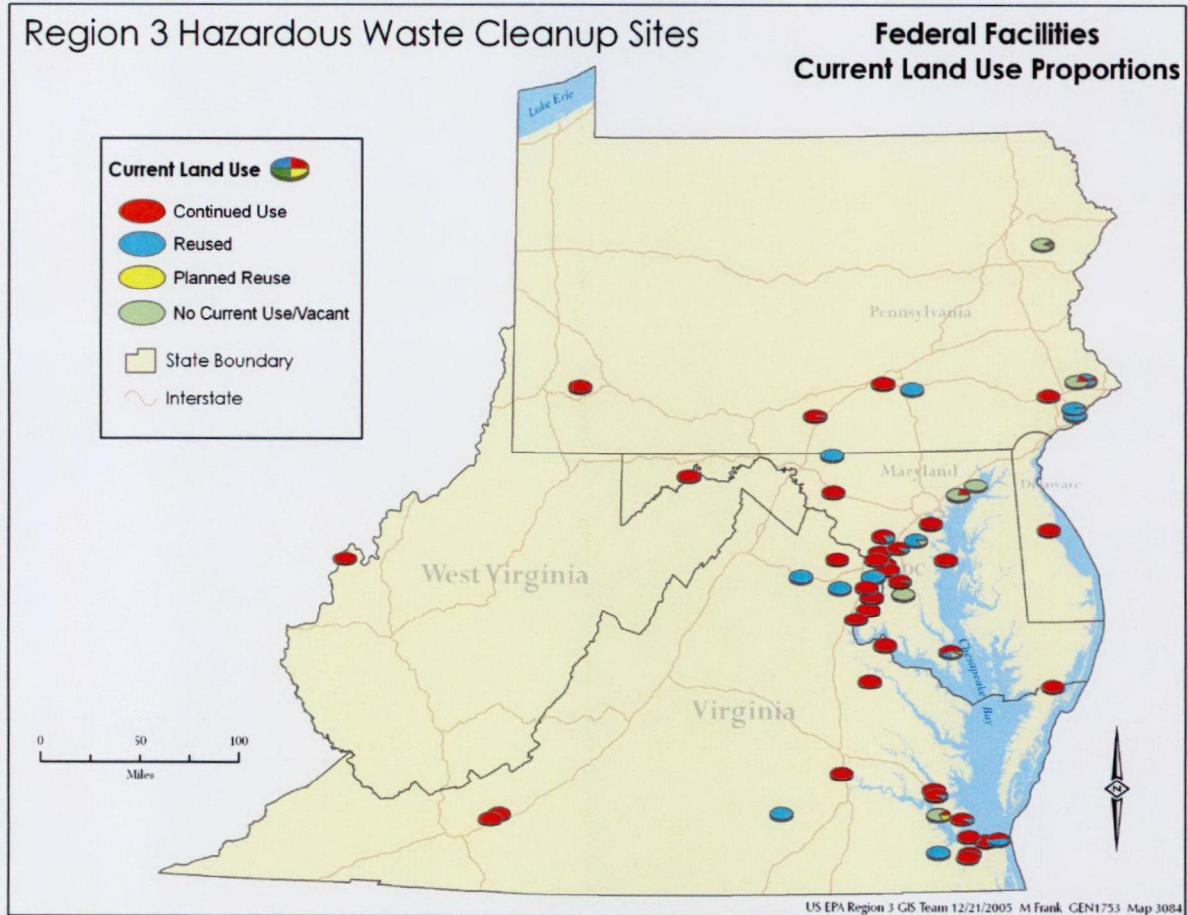 Region 3 Hazardous Waste Cleanup Sites
Federal Facilities
Current Land Use Proportions
Lake Erie
Current Land Use
Continued Use
Reused
Planned Reuse
No Current Use/Vacant
State Boundary
Interstate
Pennsylvania
Maryland
Delaware
West Virginia
DC
Chesapeake Bay
Virginia
0 50 100
Miles
N
US EPA Region 3 GIS Team 12/21/2005 M Frank GEN1753 Map 3084